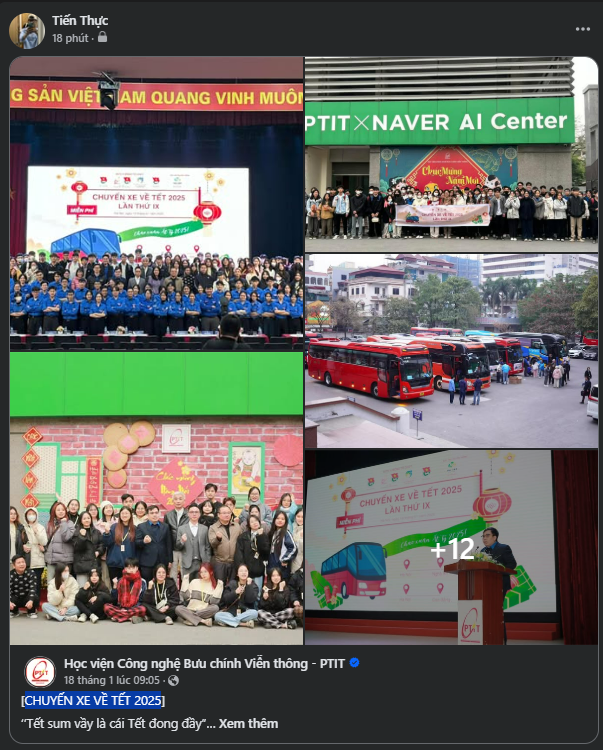 Tiến Thực
18 phút ·
G SẢN VIỆT NAM QUANG VINH MUÔN
CHUYẾN XE VỀ TẾT 2025
MIỄN PHÍ
LẦN THỨ IX
PTIT×NAVER AI Center
Chúc Mừng
Năm Mới
PTIT
CHUYẾN XE VỀ TẾT 2025
MIỄN PHÍ
LẦN THỨ IX
+12
PTIT
PTIT
Học viện Công nghệ Bưu chính Viễn thông - PTIT
18 tháng 1 lúc 09:05 ·
[CHUYẾN XE VỀ TẾT 2025]
“Tết sum vầy là cái Tết đong đầy”... Xem thêm